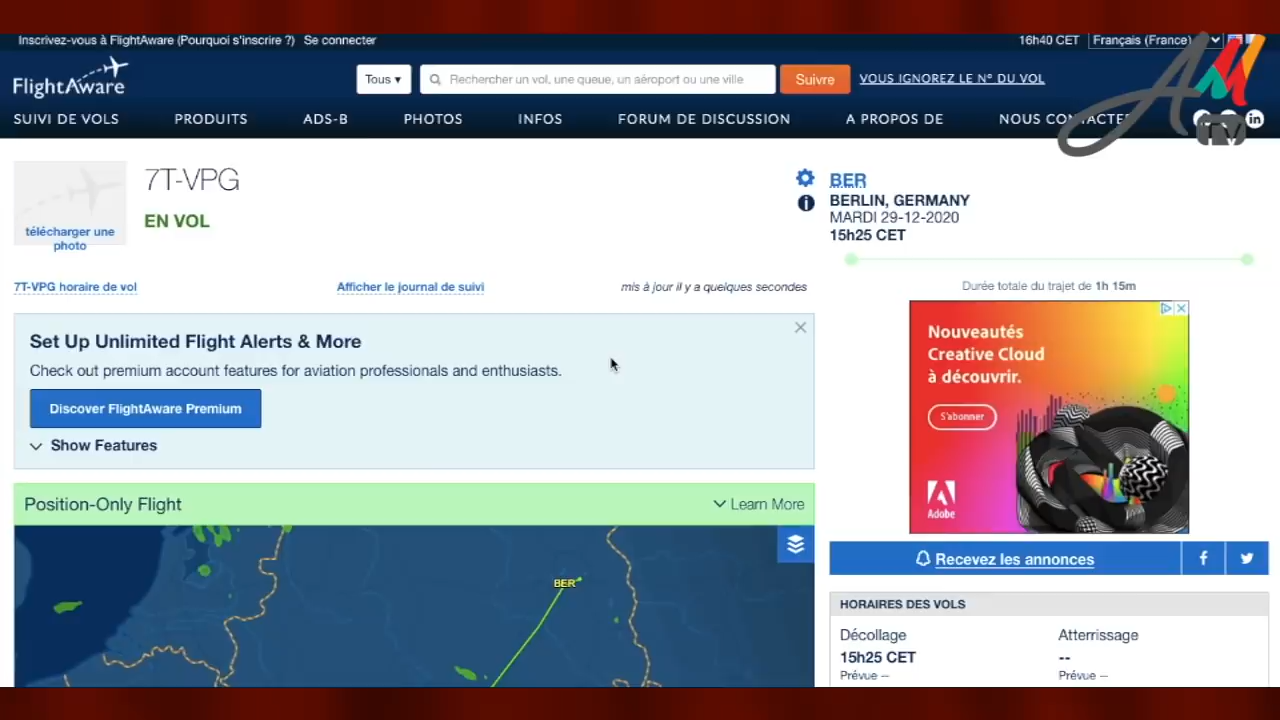 Inscrivez-vous à FlightAware (Pourquoi s'inscrire ?) Se connecter
16h40 CET Français (France)
FlightAware
Tous ▾ Rechercher un vol, une queue, un aéroport ou une ville Suivre VOUS IGNOREZ LE Nº DU VOL
SUIVI DE VOLS PRODUITS ADS-B PHOTOS INFOS FORUM DE DISCUSSION A PROPOS DE NOUS CONTACTER
AM
TV
in
télécharger une
photo
7T-VPG
EN VOL
7T-VPG horaire de vol Afficher le journal de suivi mis à jour il y a quelques secondes
Set Up Unlimited Flight Alerts & More
Check out premium account features for aviation professionals and enthusiasts.
Discover FlightAware Premium
Show Features
Position-Only Flight Learn More
BER
BER
BERLIN, GERMANY
MARDI 29-12-2020
15h25 CET
Durée totale du trajet de 1h 15m
Nouveautés
Creative Cloud
à découvrir.
S'abonner
Adobe
Recevez les annonces
HORAIRES DES VOLS
Décollage Atterrissage
15h25 CET --
Prévue -- Prévue --